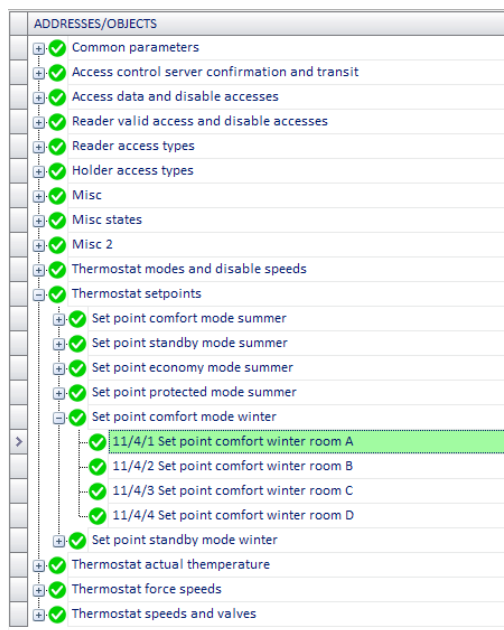 ADDRESSES/OBJECTS
Common parameters
Access control server confirmation and transit
Access data and disable accesses
Reader valid access and disable accesses
Reader access types
Holder access types
Misc
Misc states
Misc 2
Thermostat modes and disable speeds
Thermostat setpoints
Set point comfort mode summer
Set point standby mode summer
Set point economy mode summer
Set point protected mode summer
Set point comfort mode winter
11/4/1 Set point comfort winter room A
11/4/2 Set point comfort winter room B
11/4/3 Set point comfort winter room C
11/4/4 Set point comfort winter room D
Set point standby mode winter
Thermostat actual themperature
Thermostat force speeds
Thermostat speeds and valves